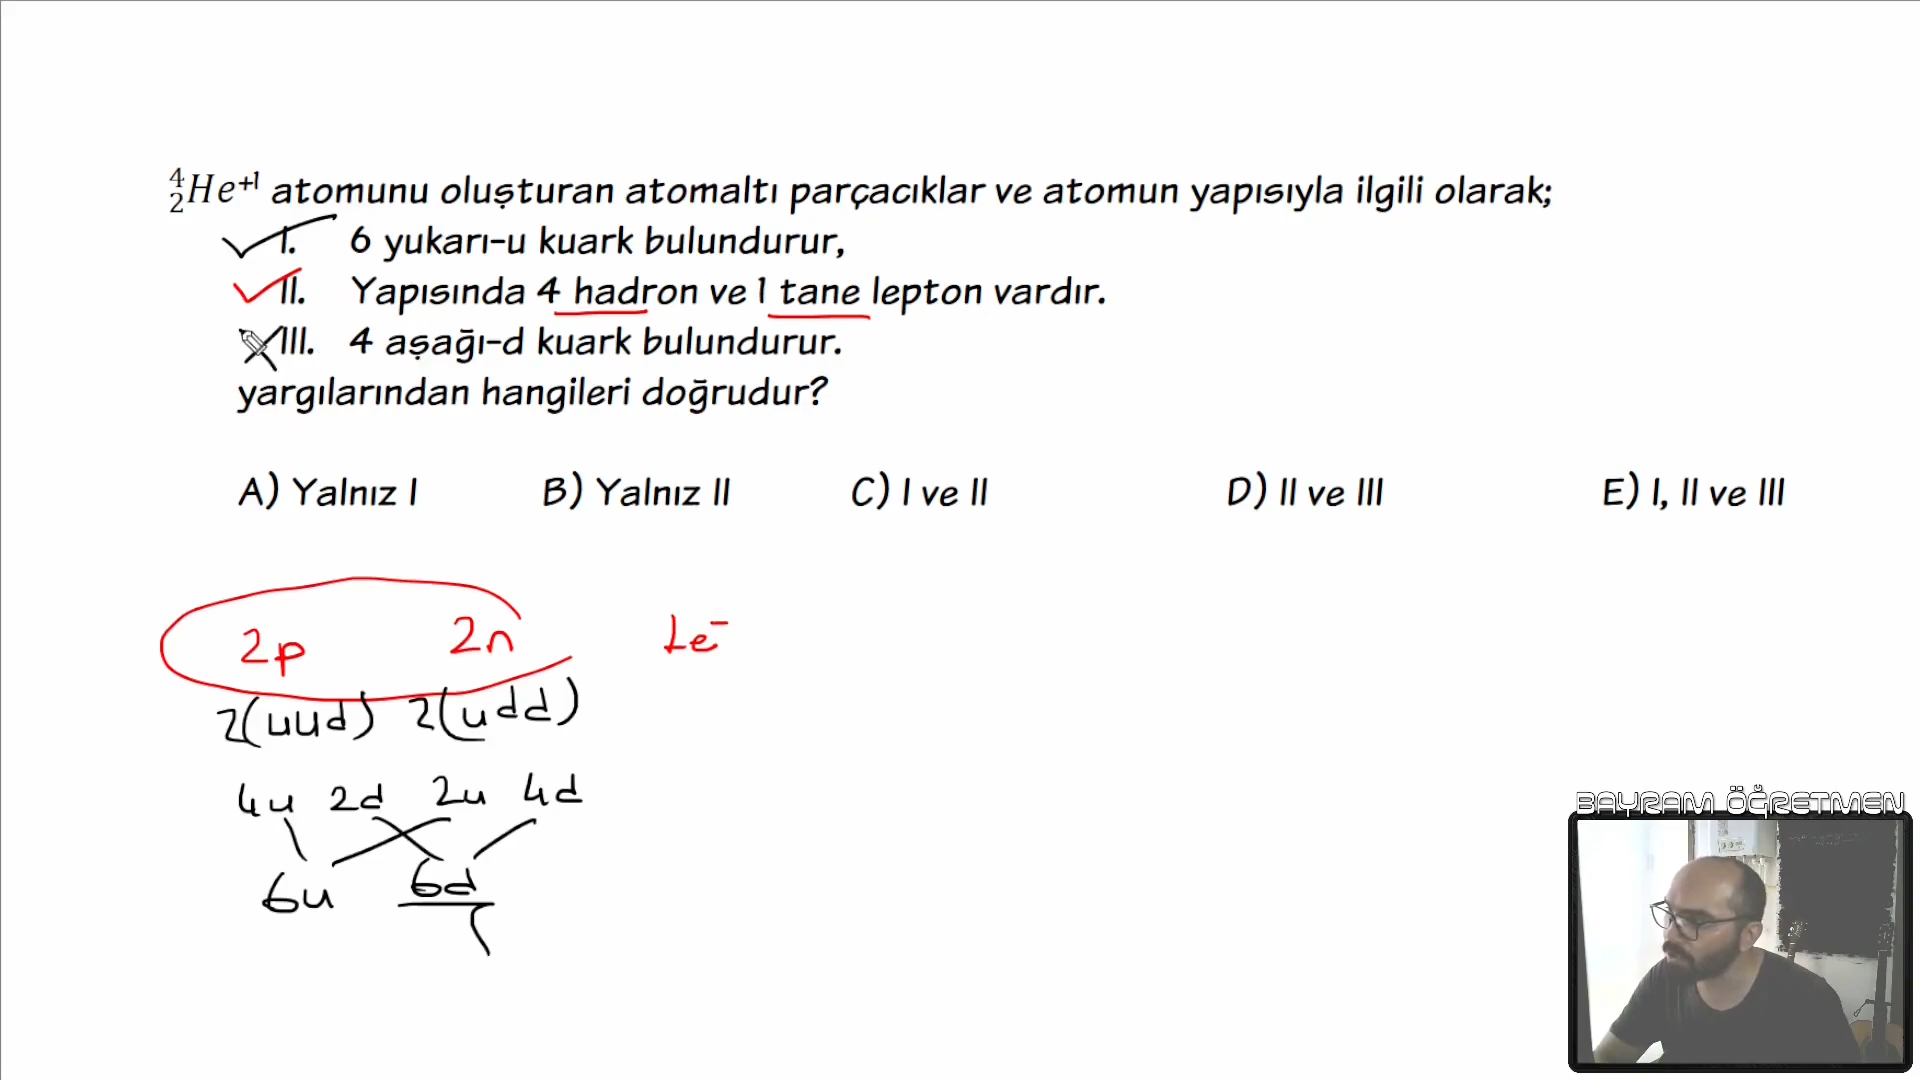 ⁴₂He⁺¹ atomunu oluşturan atomaltı parçacıklar ve atomun yapısıyla ilgili olarak;
I. 6 yukarı-u kuark bulundurur,
II. Yapısında 4 hadron ve 1 tane lepton vardır.
III. 4 aşağı-d kuark bulundurur.
yargılarından hangileri doğrudur?
A) Yalnız I B) Yalnız II C) I ve II D) II ve III E) I, II ve III
2p 2n 1e⁻
2(uud) 2(udd)
4u 2d 2u 4d
6u 6d
BAYRAM ÖĞRETMEN